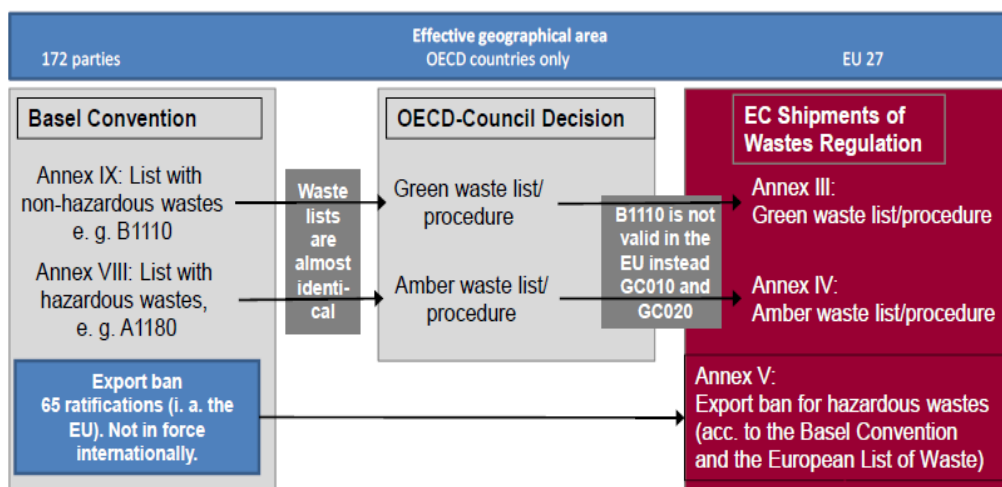 Effective geographical area
172 parties
OECD countries only
EU 27
Basel Convention
Annex IX: List with
non-hazardous wastes
e. g. B1110
Annex VIII: List with
hazardous wastes,
e. g. A1180
Export ban
65 ratifications (i. a. the
EU). Not in force
internationally.
Waste
lists
are
almost
identi-
cal
OECD-Council Decision
Green waste list/
procedure
Amber waste list/
procedure
B1110 is not
valid in the
EU instead
GC010 and
GC020
EC Shipments of
Wastes Regulation
Annex III:
Green waste list/procedure
Annex IV:
Amber waste list/procedure
Annex V:
Export ban for hazardous wastes
(acc. to the Basel Convention
and the European List of Waste)